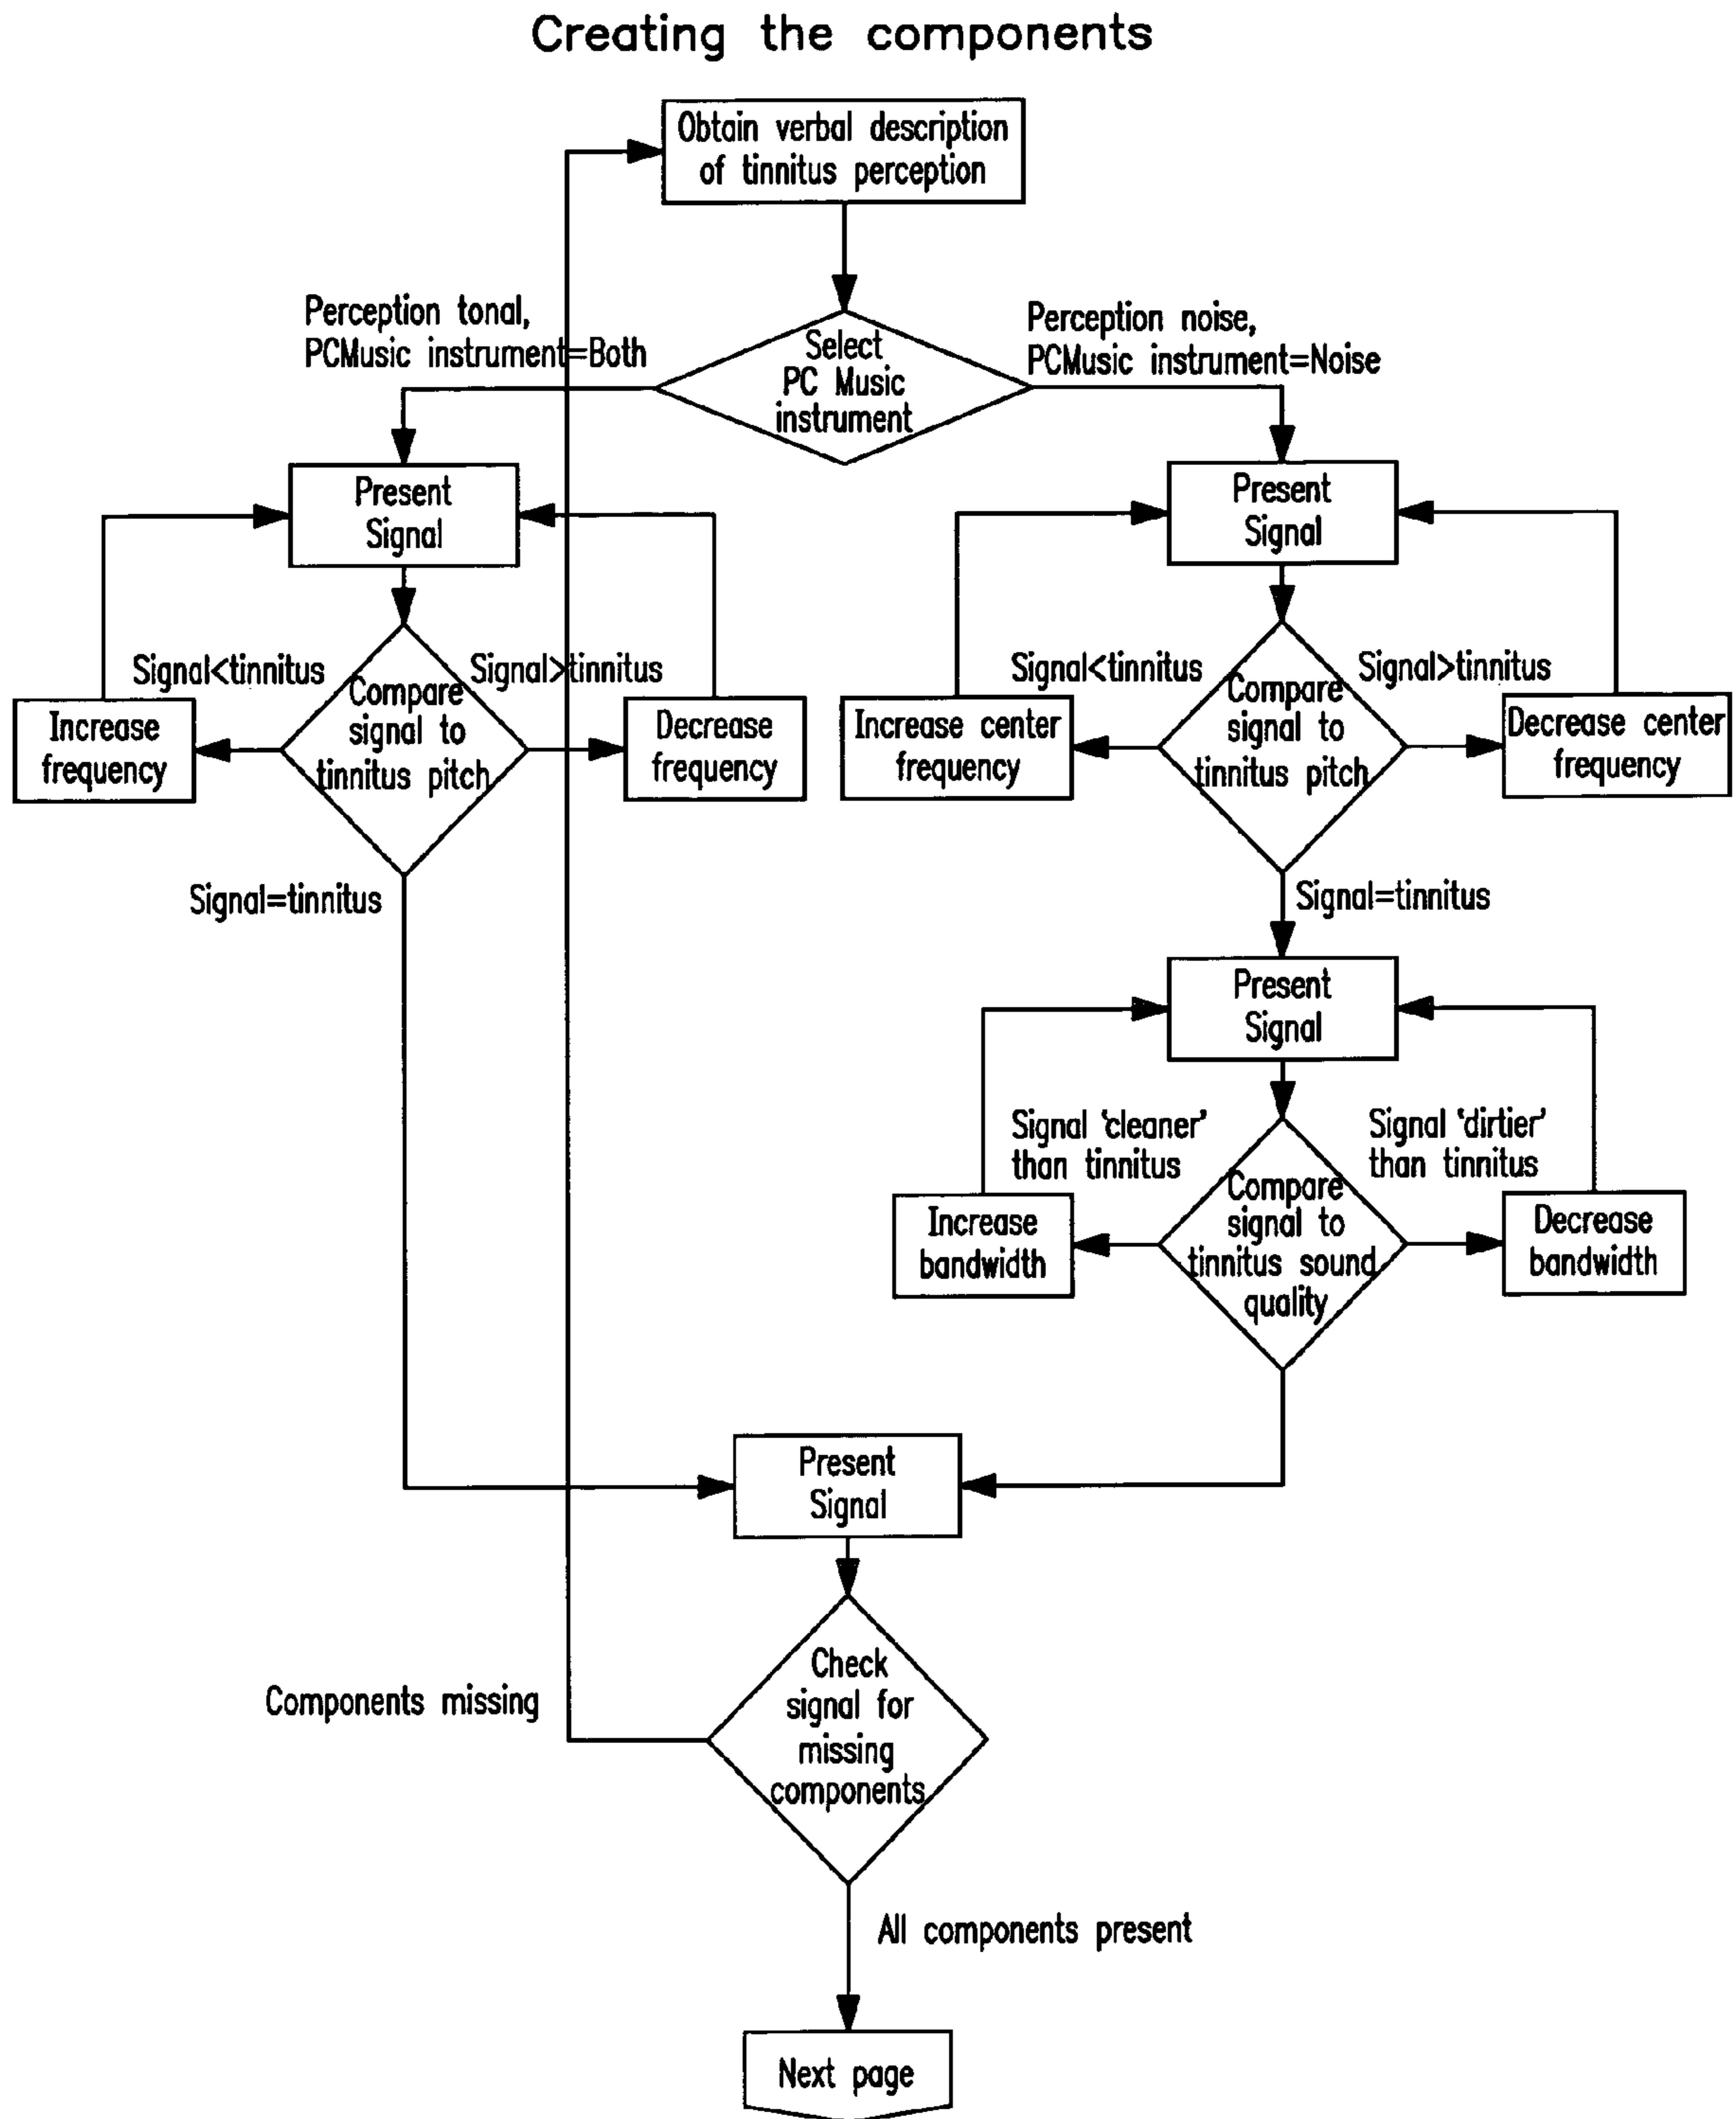 Creating the components
Obtain verbal description
of tinnitus perception
Perception tonal,
PCMusic instrument=Both
Select
PC Music
instrument
Perception noise,
PCMusic instrument=Noise
Present
Signal
Present
Signal
Signal<tinnitus
Compare
signal to
tinnitus pitch
Signal>tinnitus
Increase
frequency
Decrease
frequency
Signal<tinnitus
Compare
signal to
tinnitus pitch
Signal>tinnitus
Increase center
frequency
Decrease center
frequency
Signal=tinnitus
Signal=tinnitus
Present
Signal
Signal 'cleaner'
than tinnitus
Compare
signal to
tinnitus sound
quality
Signal 'dirtier'
than tinnitus
Increase
bandwidth
Decrease
bandwidth
Present
Signal
Check
signal for
missing
components
Components missing
All components present
Next page